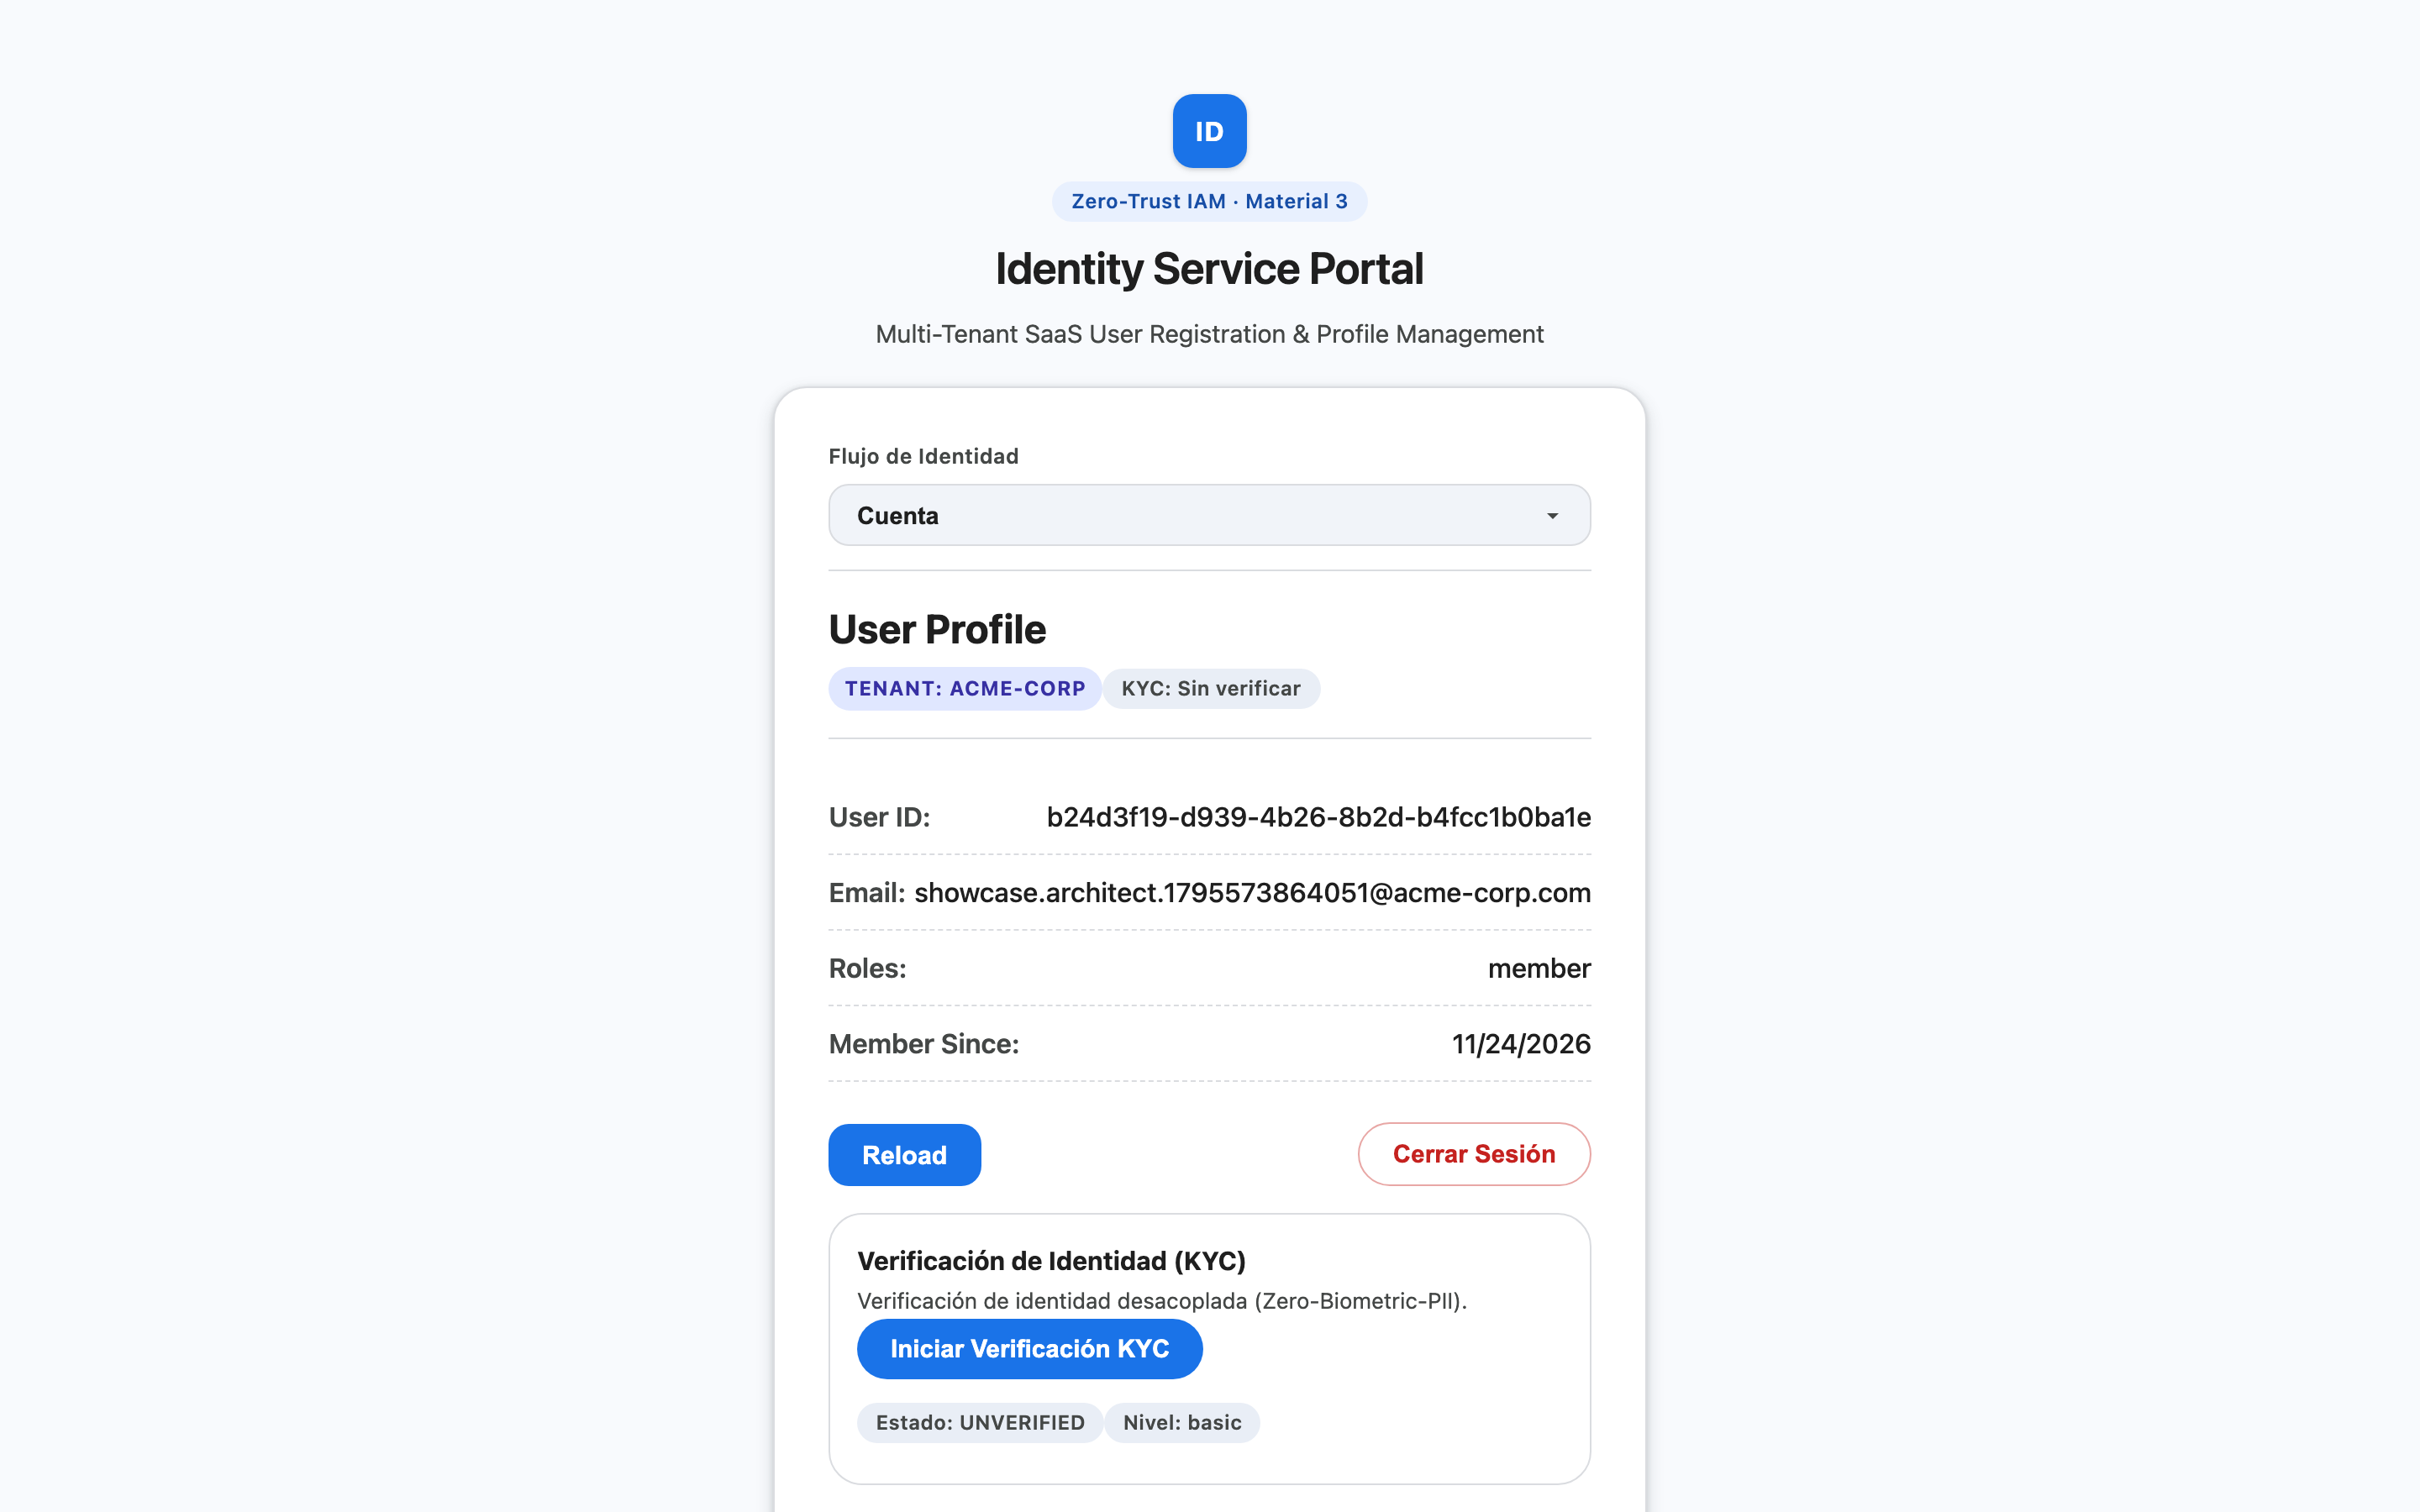 ID
Zero-Trust IAM · Material 3
Identity Service Portal
Multi-Tenant SaaS User Registration & Profile Management
Flujo de Identidad
Cuenta
User Profile
TENANT: ACME-CORP KYC: Sin verificar
User ID: b24d3f19-d939-4b26-8b2d-b4fcc1b0ba1e
Email: showcase.architect.1795573864051@acme-corp.com
Roles: member
Member Since: 11/24/2026
Reload Cerrar Sesión
Verificación de Identidad (KYC)
Verificación de identidad desacoplada (Zero-Biometric-PII).
Iniciar Verificación KYC
Estado: UNVERIFIED Nivel: basic